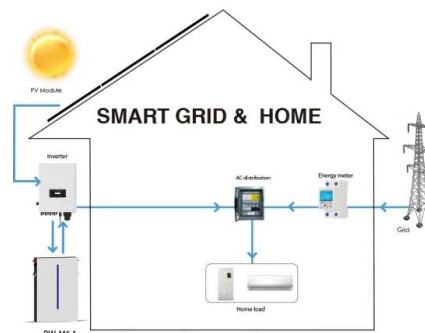 PV Module
SMART GRID & HOME
Inverter
AC distribution
Energy meter
Grid
Home load